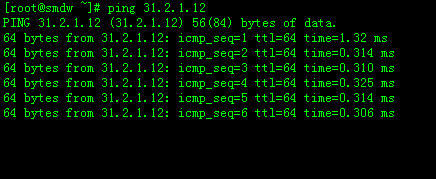 [root@smdw ~]# ping 31.2.1.12
PING 31.2.1.12 (31.2.1.12) 56(84) bytes of data.
64 bytes from 31.2.1.12: icmp_seq=1 ttl=64 time=1.32 ms
64 bytes from 31.2.1.12: icmp_seq=2 ttl=64 time=0.314 ms
64 bytes from 31.2.1.12: icmp_seq=3 ttl=64 time=0.310 ms
64 bytes from 31.2.1.12: icmp_seq=4 ttl=64 time=0.325 ms
64 bytes from 31.2.1.12: icmp_seq=5 ttl=64 time=0.314 ms
64 bytes from 31.2.1.12: icmp_seq=6 ttl=64 time=0.306 ms